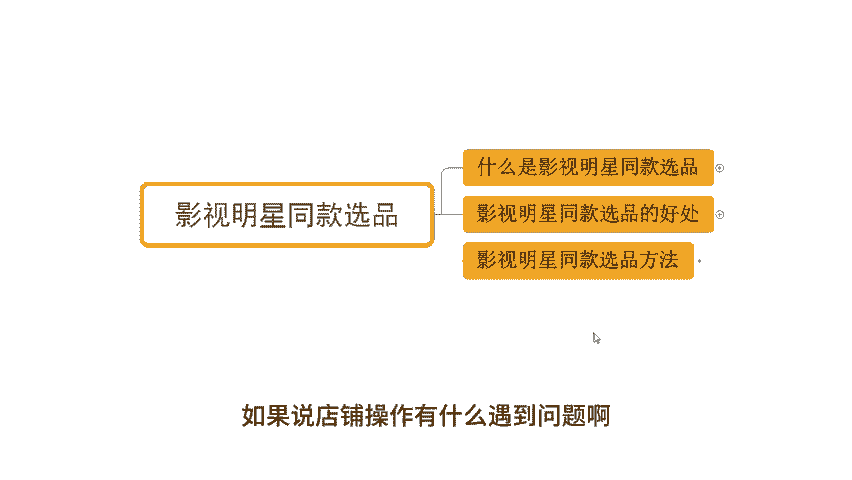 影视明星同款选品
什么是影视明星同款选品
影视明星同款选品的好处
影视明星同款选品方法
如果说店铺操作有什么遇到问题啊